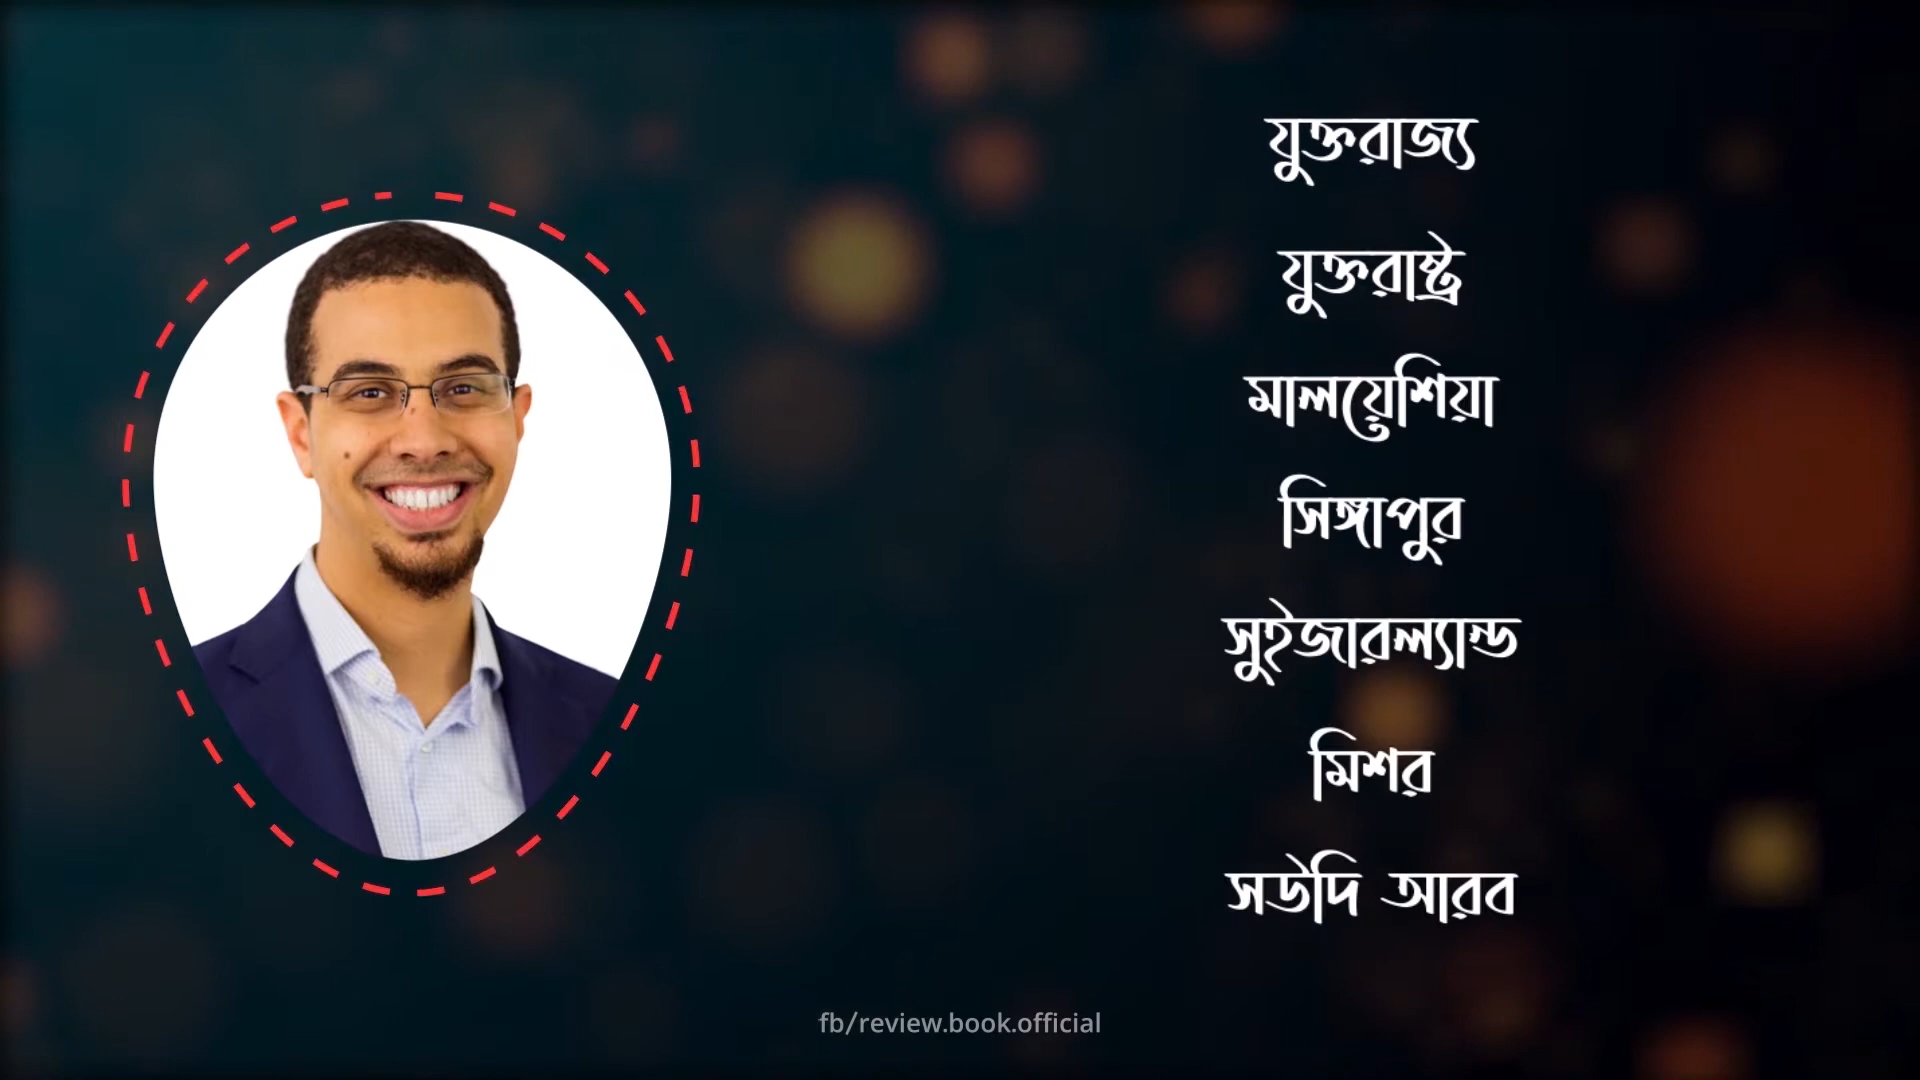 যুক্তরাজ্য
যুক্তরাষ্ট্র
মালয়েশিয়া
সিঙ্গাপুর
সুইজারল্যান্ড
মিশর
সউদি আরব
fb/review.book.official